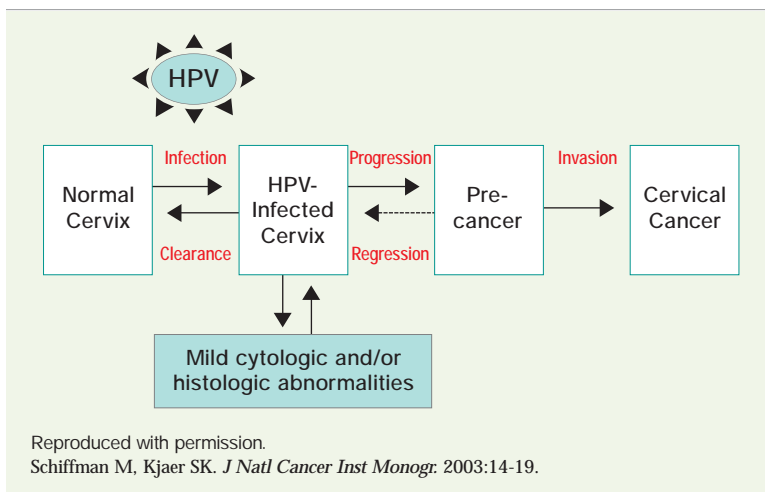 HPV
Infection
Progression
Invasion
Normal
Cervix
HPV-
Infected
Cervix
Pre-
cancer
Cervical
Cancer
Clearance
Regression
Mild cytologic and/or
histologic abnormalities
Reproduced with permission.
Schiffman M, Kjaer SK. J Natl Cancer Inst Monogr. 2003:14-19.